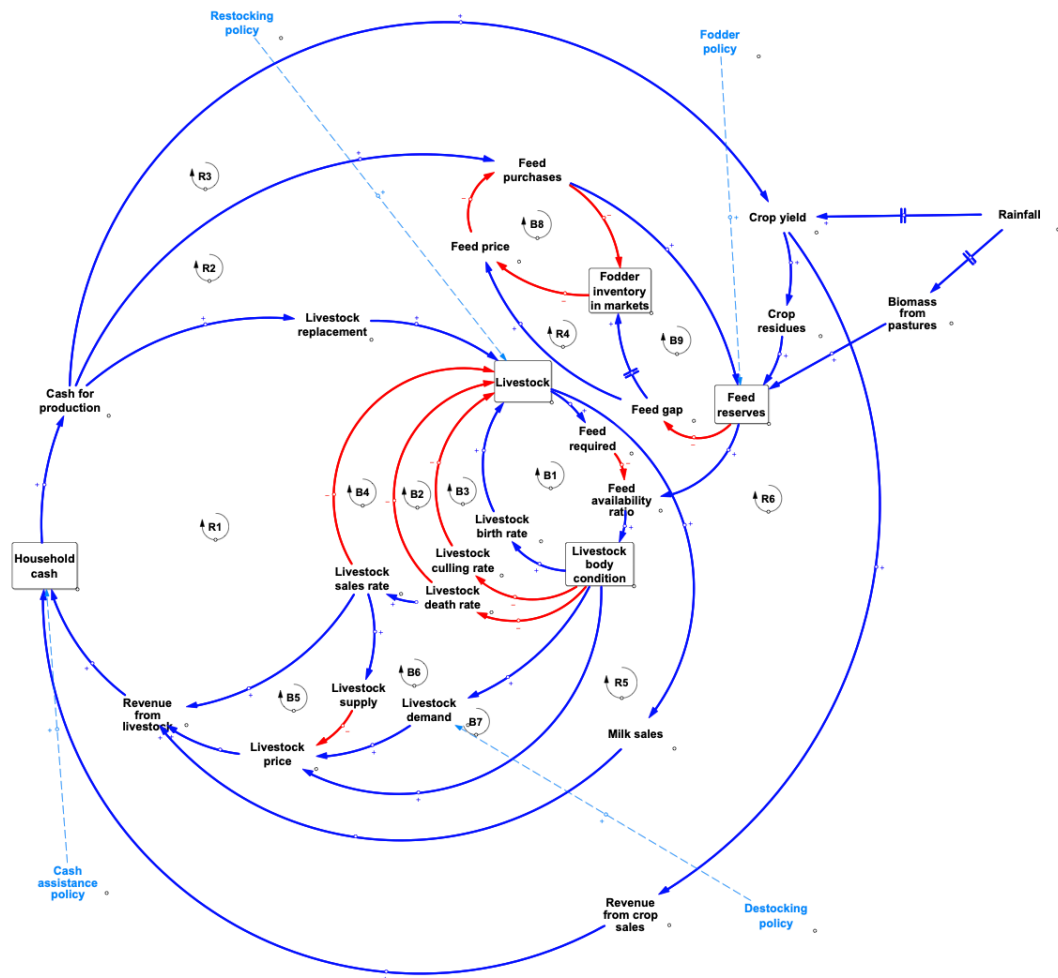 Restocking
policy
Fodder
policy
R3
Feed
purchases
B8
Crop yield
Rainfall
Feed price
R2
Fodder
inventory
in markets
Biomass
from
pastures
Livestock
replacement
R4
B9
Crop
residues
Livestock
Cash for
production
Feed gap
Feed
reserves
Feed
required
B4
B2
B3
B1
Feed
availability
ratio
R6
R1
Livestock
birth rate
Household
cash
Livestock
culling rate
Livestock
body
condition
Livestock
sales rate
Livestock
death rate
B6
B5
Livestock
supply
R5
Revenue
from
livestock
Livestock
demand
B7
Milk sales
Livestock
price
Cash
assistance
policy
Revenue
from crop
sales
Destocking
policy